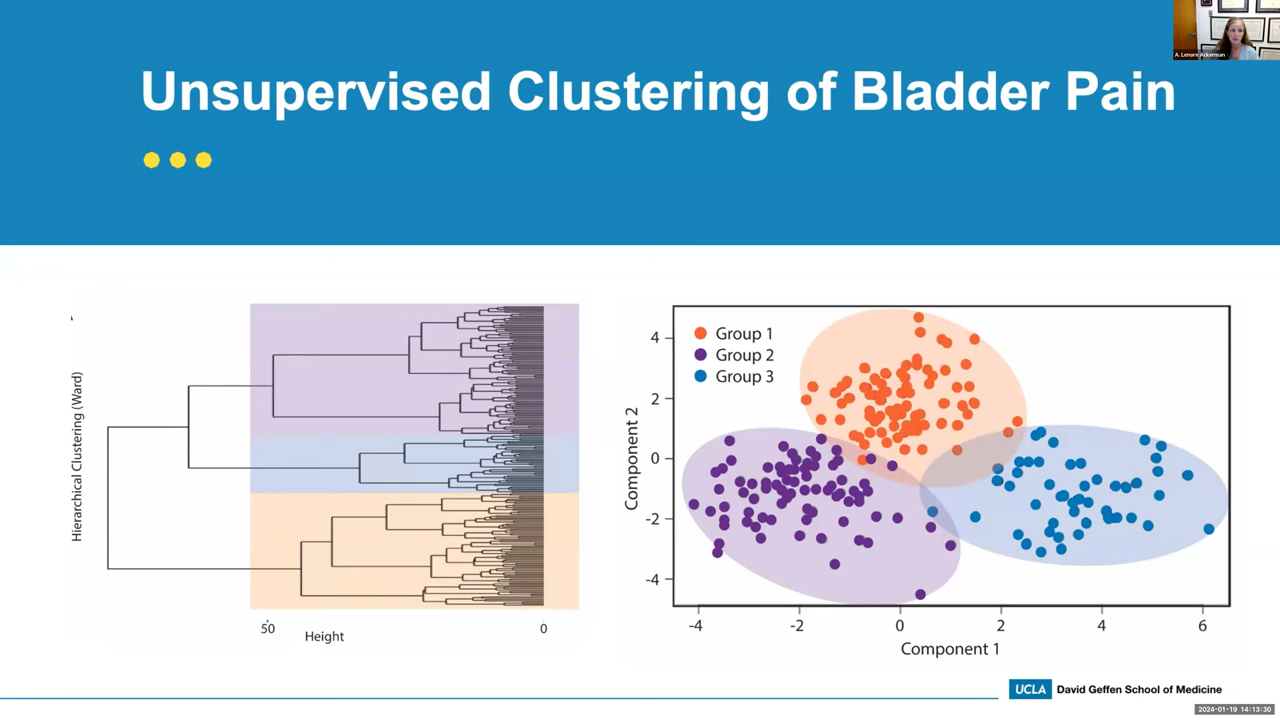 A. Lenore Ackerman
Unsupervised Clustering of Bladder Pain
Hierarchical Clustering (Ward)
50
0
Height
Group 1
Group 2
Group 3
Component 2
4
2
0
-2
-4
-4
-2
0
2
4
6
Component 1
UCLA David Geffen School of Medicine
2024-01-19 14:13:30